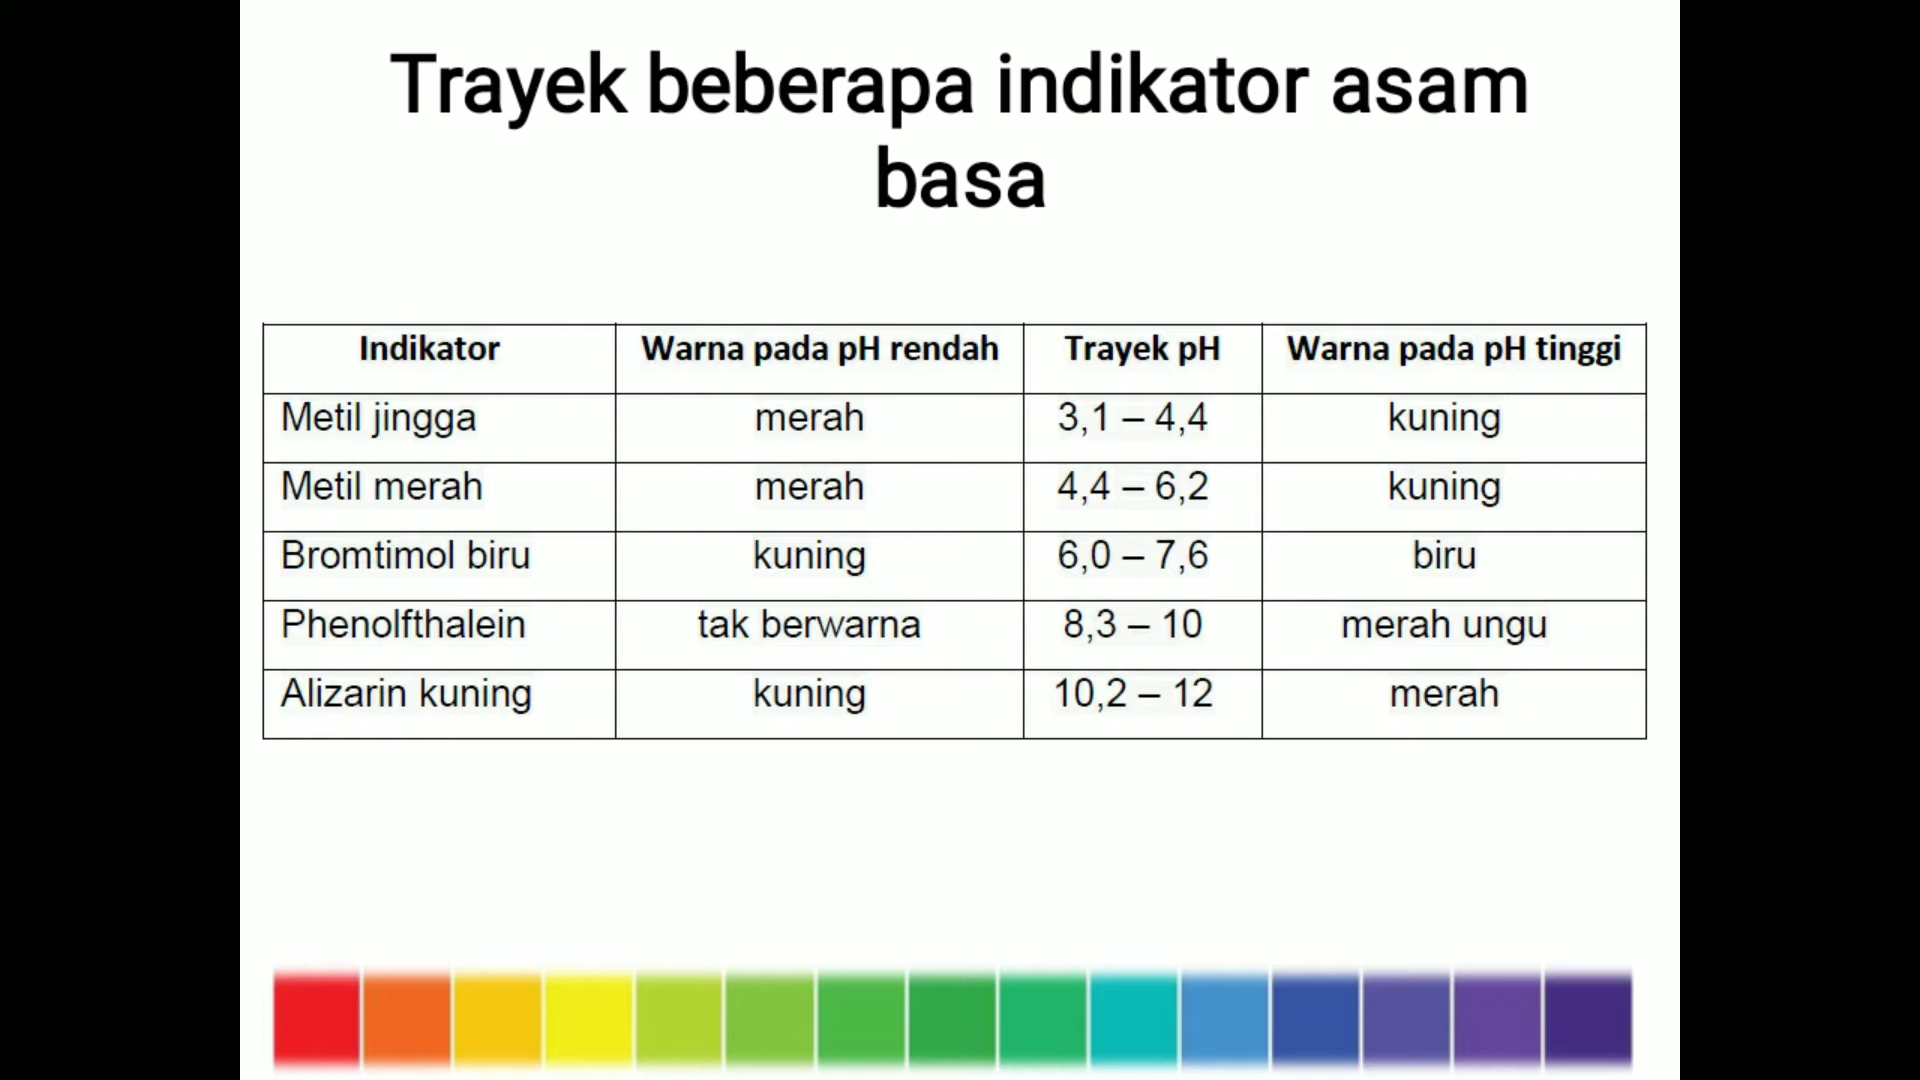 Trayek beberapa indikator asam
basa
Indikator Warna pada pH rendah Trayek pH Warna pada pH tinggi
Metil jingga merah 3,1 – 4,4 kuning
Metil merah merah 4,4 – 6,2 kuning
Bromtimol biru kuning 6,0 – 7,6 biru
Phenolfthalein tak berwarna 8,3 – 10 merah ungu
Alizarin kuning kuning 10,2 – 12 merah